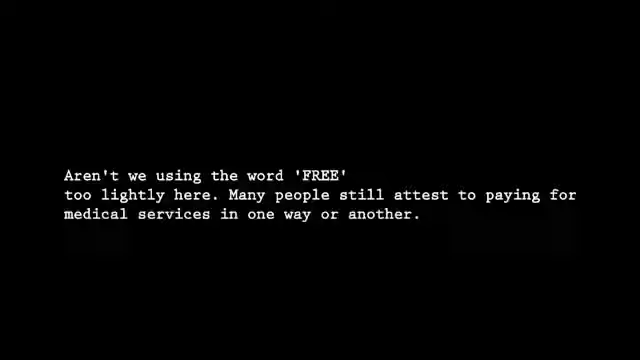 Aren't we using the word 'FREE'
too lightly here. Many people still attest to paying for
medical services in one way or another.